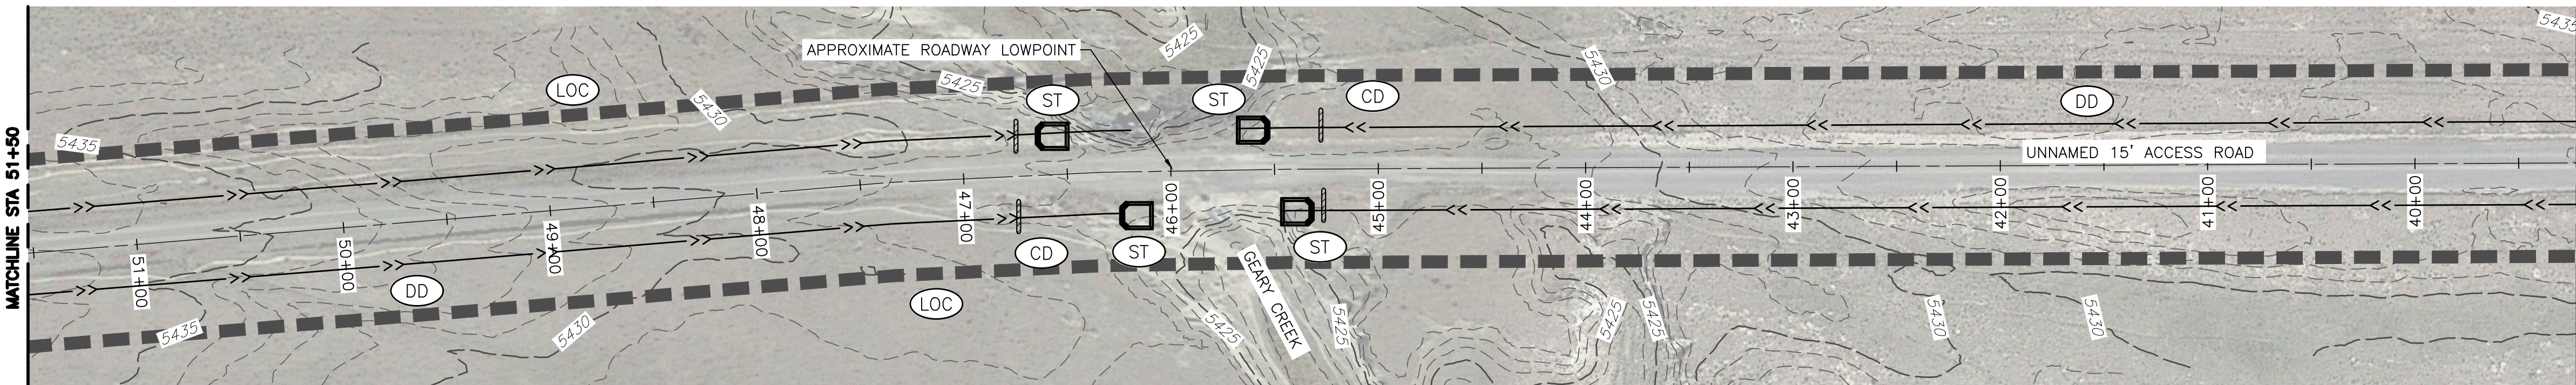 MATCHLINE STA 51+50
APPROXIMATE ROADWAY LOWPOINT
LOC
ST
ST
CD
DD
5425
5425
5425
5430
5430
5435
5435
UNNAMED 15' ACCESS ROAD
51+00
50+00
49+00
48+00
47+00
46+00
45+00
44+00
43+00
42+00
41+00
40+00
DD
LOC
CD
ST
ST
GEARY CREEK
5435
5430
5425
5425
5425
5425
5430
5430